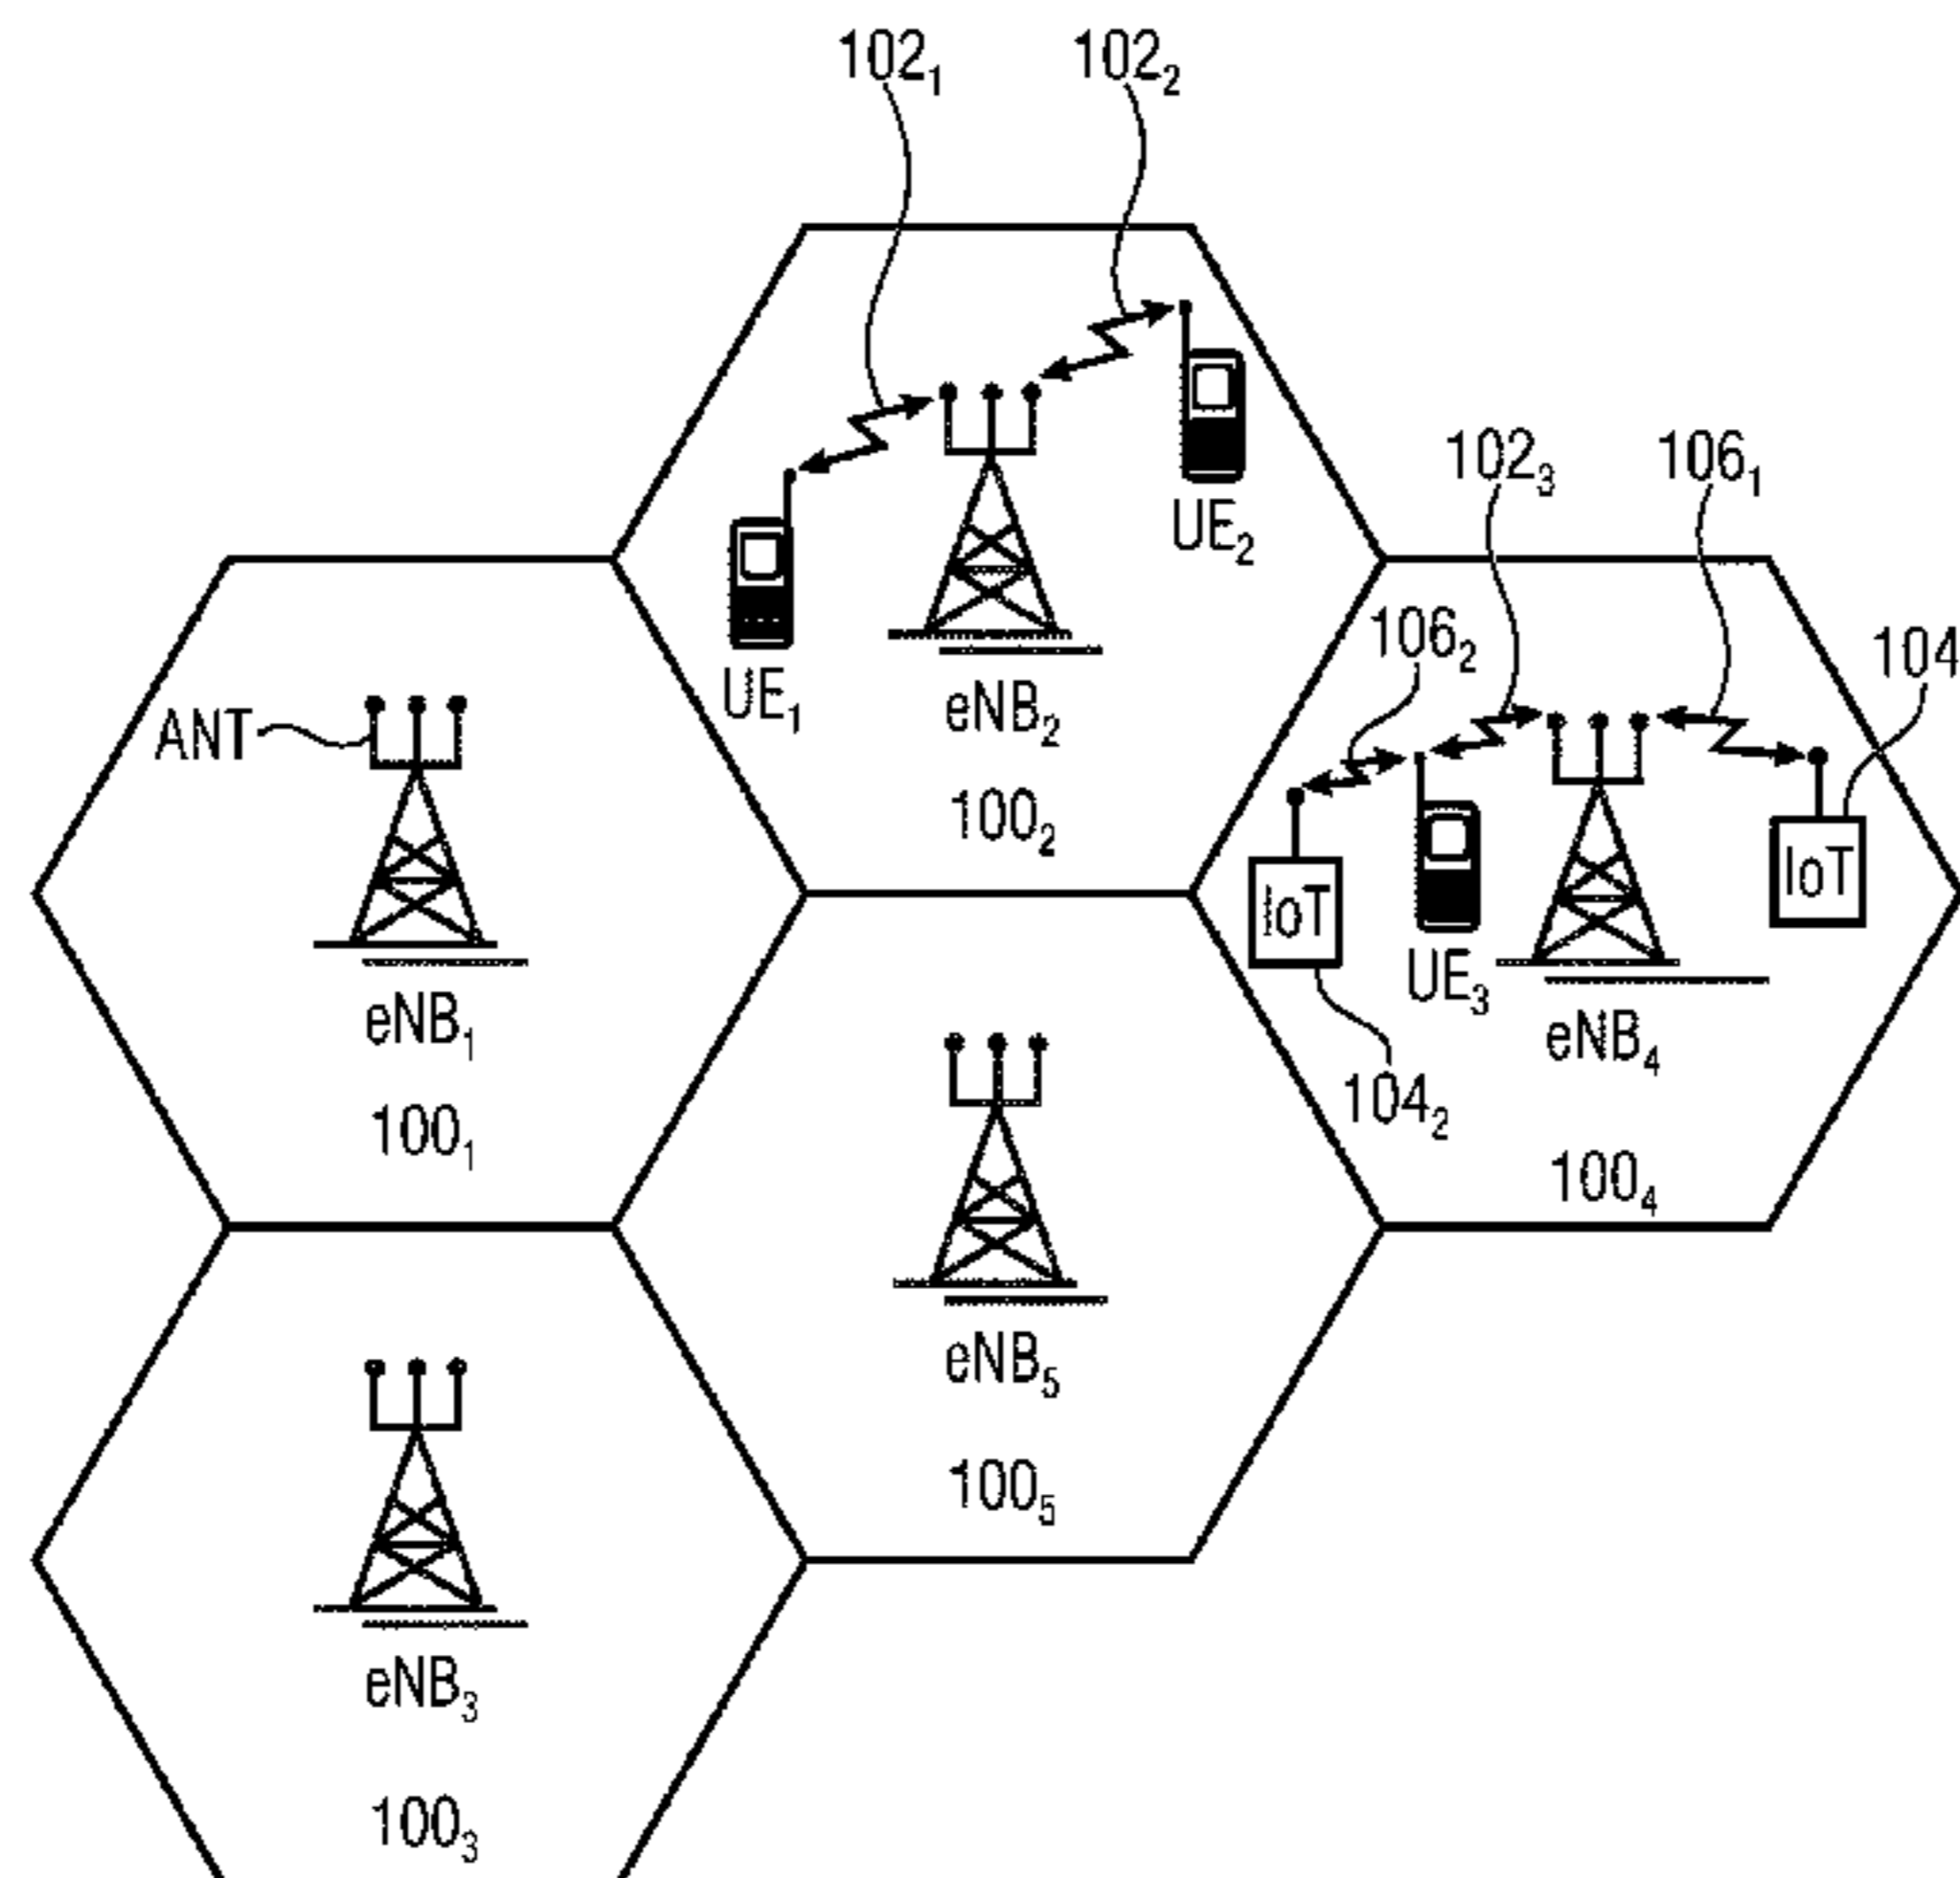 102₁ 102₂
102₃ 106₁
UE₂
106₂ 104
UE₁ eNB₂
ANT
100₂
IoT IoT
UE₃
eNB₁ eNB₄
104₂
100₁ 100₄
eNB₅
100₅
eNB₃
100₃